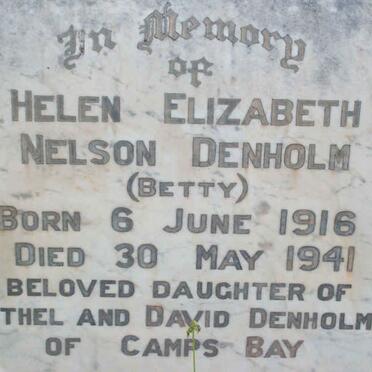 In Memory
of
HELEN ELIZABETH
NELSON DENHOLM
(BETTY)
BORN 6 JUNE 1916
DIED 30 MAY 1941
BELOVED DAUGHTER OF
THEL AND DAVID DENHOLM
OF CAMPS BAY